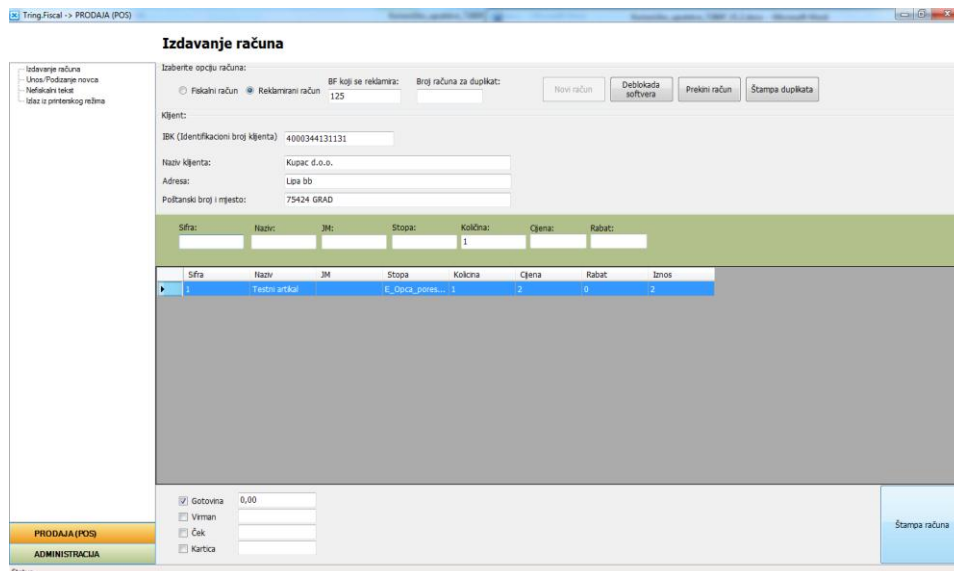 Tring.Fiscal -> PRODAJA (POS)
Izdavanje računa
Izdavanje računa
Unos/Podizanje novca
Nefiskalni tekst
Izlaz iz printerskog režima
Izaberite opciju računa:
Fiskalni račun
Reklamirani račun
BF koji se reklamira:
125
Broj računa za duplikat:
Novi račun
Deblokada softvera
Prekini račun
Štampa duplikata
Klijent:
IBK (Identifikacioni broj klijenta)
4000344131131
Naziv klijenta:
Kupac d.o.o.
Adresa:
Lipa bb
Poštanski broj i mjesto:
75424 GRAD
Sifra: Naziv: JM: Stopa: Količina: Cijena: Rabat:
1
Sifra Naziv JM Stopa Kolicina Cijena Rabat Iznos
1 Testni artikal E_Opca_pores... 1 2 0 2
Gotovina 0,00
Virman
Ček
Kartica
Štampa računa
PRODAJA(POS)
ADMINISTRACIJA